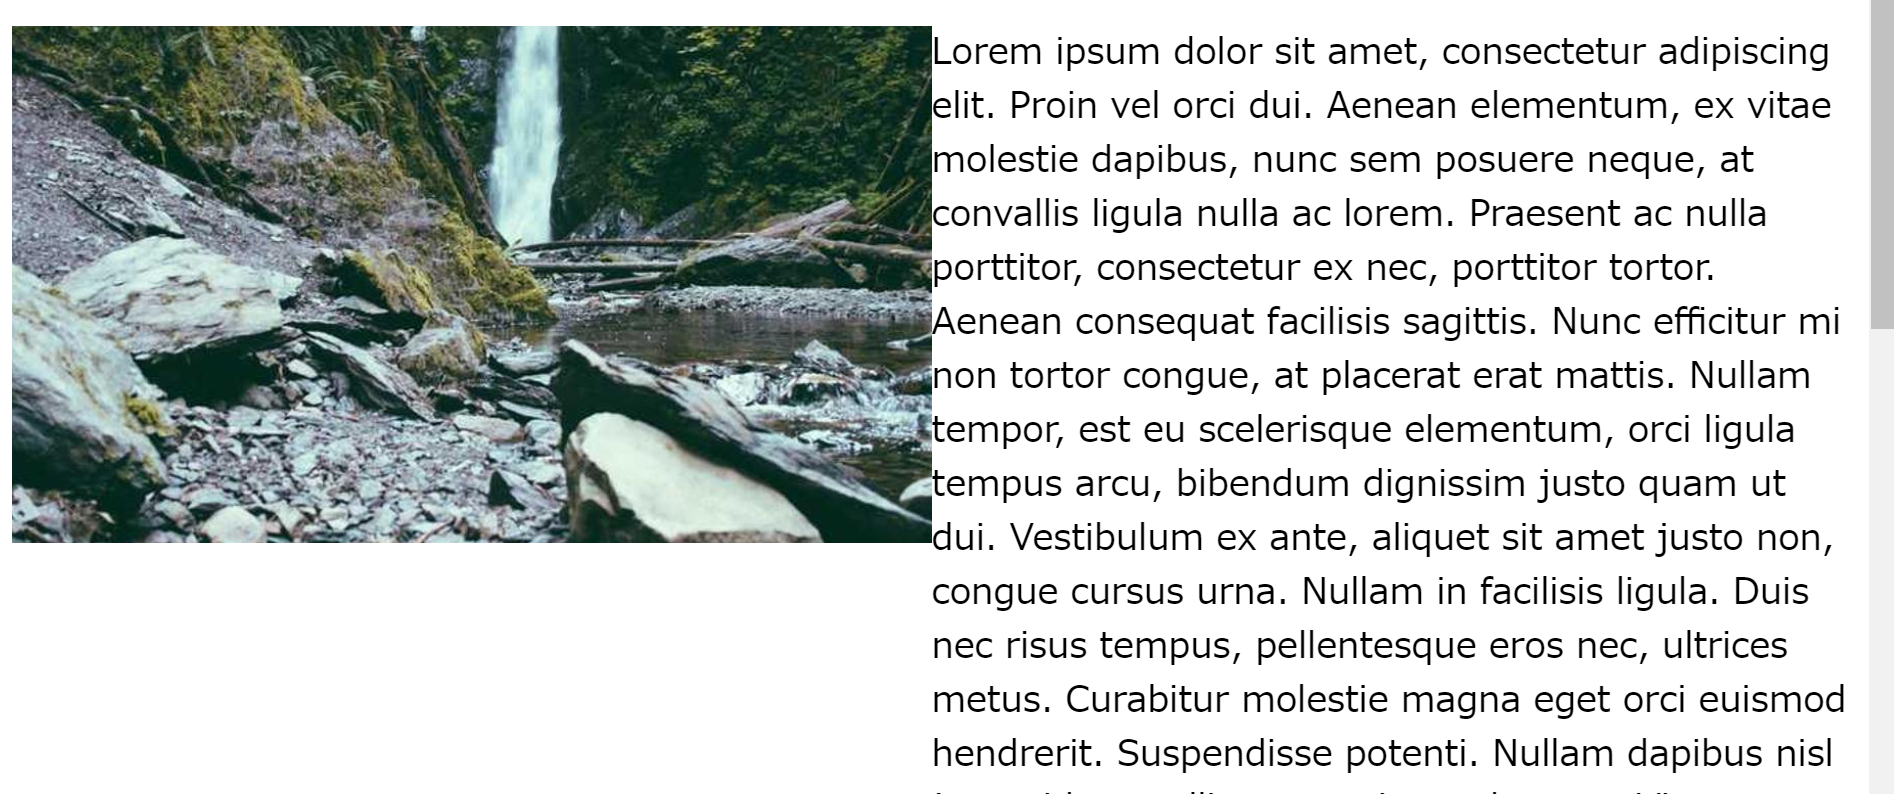 Lorem ipsum dolor sit amet, consectetur adipiscing
elit. Proin vel orci dui. Aenean elementum, ex vitae
molestie dapibus, nunc sem posuere neque, at
convallis ligula nulla ac lorem. Praesent ac nulla
porttitor, consectetur ex nec, porttitor tortor.
Aenean consequat facilisis sagittis. Nunc efficitur mi
non tortor congue, at placerat erat mattis. Nullam
tempor, est eu scelerisque elementum, orci ligula
tempus arcu, bibendum dignissim justo quam ut
dui. Vestibulum ex ante, aliquet sit amet justo non,
congue cursus urna. Nullam in facilisis ligula. Duis
nec risus tempus, pellentesque eros nec, ultrices
metus. Curabitur molestie magna eget orci euismod
hendrerit. Suspendisse potenti. Nullam dapibus nisl